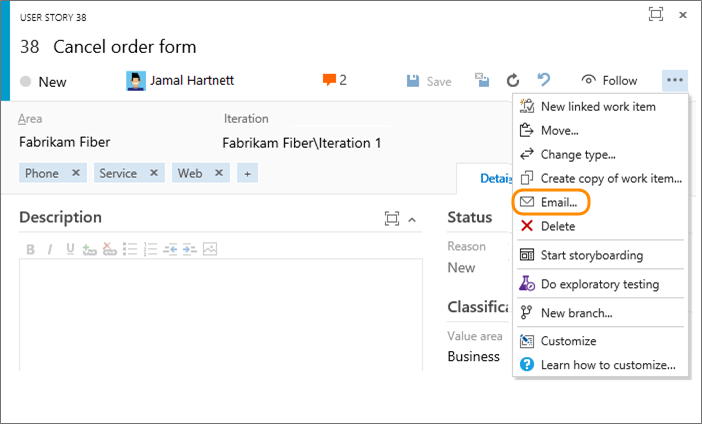 USER STORY 38
38 Cancel order form
New Jamal Hartnett 2 Save Follow
Area Iteration
Fabrikam Fiber Fabrikam Fiber\Iteration 1
Phone × Service × Web × +
Details
New linked work item
Move...
Change type...
Create copy of work item...
Email...
Delete
Start storyboarding
Do exploratory testing
New branch...
Customize
Learn how to customize...
Description
B I U
Status
Reason
New
Classifica
Value area
Business